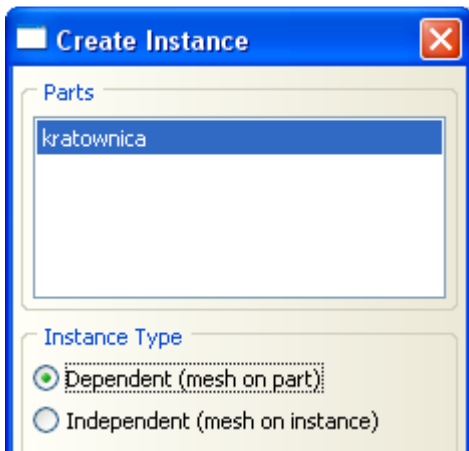 Create Instance
Parts
kratownica
Instance Type
Dependent (mesh on part)
Independent (mesh on instance)